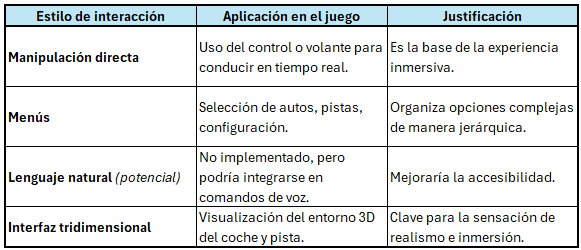 Estilo de interacción Aplicación en el juego Justificación
Manipulación directa
Uso del control o volante para
conducir en tiempo real.
Es la base de la experiencia
inmersiva.
Menús
Selección de autos, pistas,
configuración.
Organiza opciones complejas
de manera jerárquica.
Lenguaje natural (potencial)
No implementado, pero
podría integrarse en
comandos de voz.
Mejoraría la accesibilidad.
Interfaz tridimensional
Visualización del entorno 3D
del coche y pista.
Clave para la sensación de
realismo e inmersión.